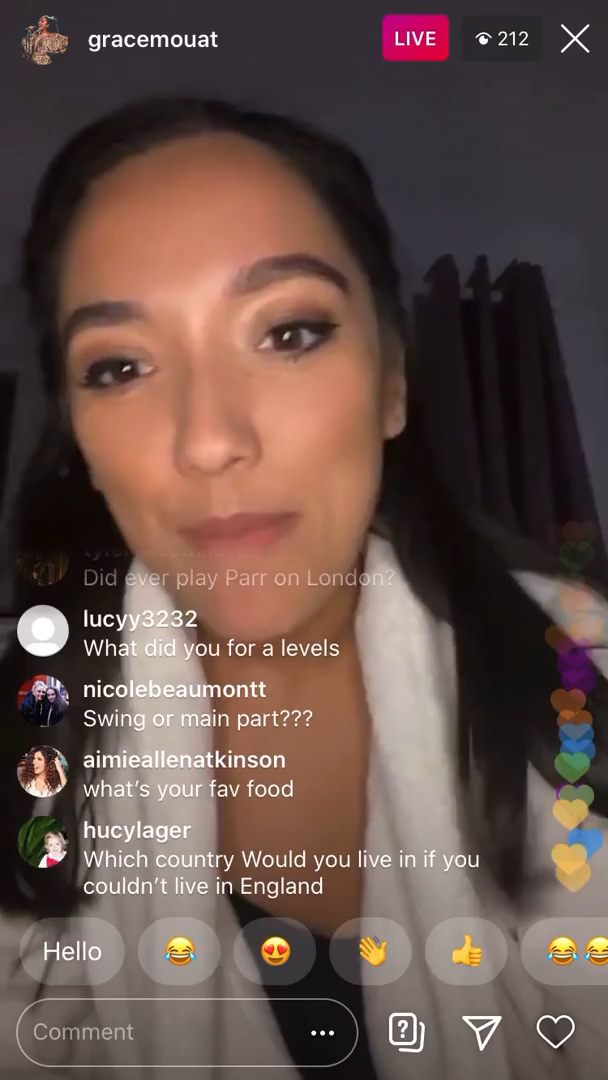 gracemouat
LIVE
212
Did ever play Parr on London?
lucyy3232
What did you for a levels
nicolebeaumontt
Swing or main part???
aimieallenatkinson
what's your fav food
hucylager
Which country Would you live in if you
couldn't live in England
Hello
Comment